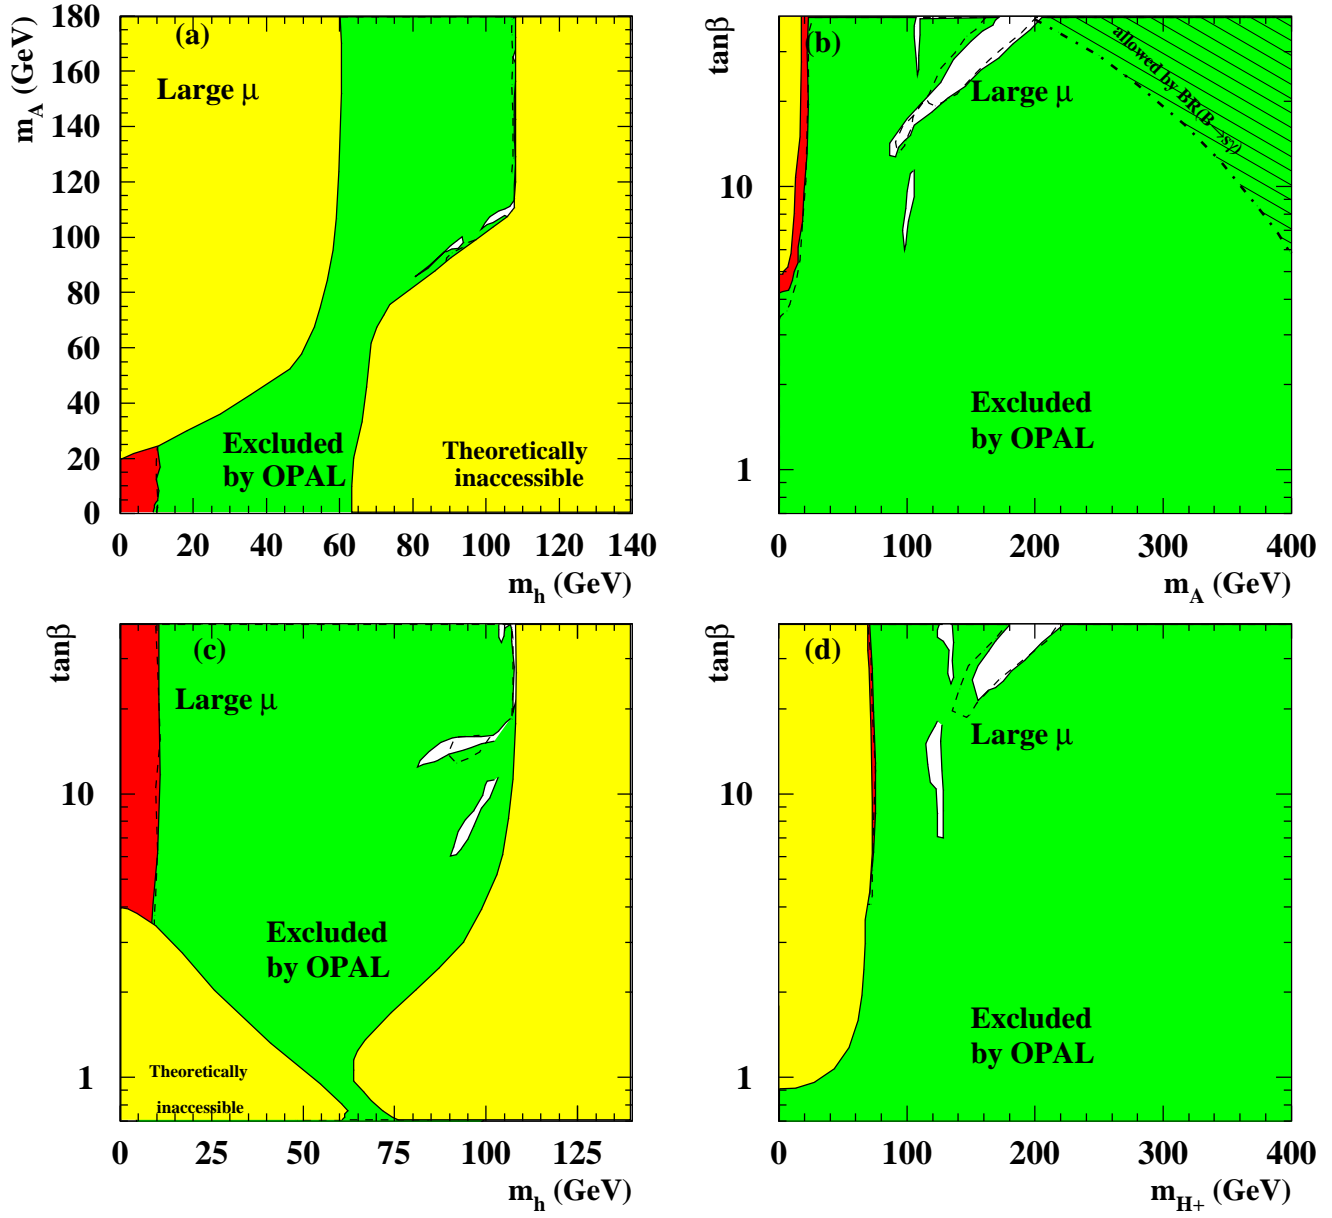 180
160
140
120
100
80
60
40
20
0
m_A (GeV)
(a)
Large μ
Excluded
by OPAL
Theoretically
inaccessible
0 20 40 60 80 100 120 140
m_h (GeV)
tanβ
10
1
(b)
Large μ
allowed by BR(B→sγ)
Excluded
by OPAL
0 100 200 300 400
m_A (GeV)
tanβ
10
1
(c)
Large μ
Excluded
by OPAL
Theoretically
inaccessible
0 25 50 75 100 125
m_h (GeV)
tanβ
10
1
(d)
Large μ
Excluded
by OPAL
0 100 200 300 400
m_H+ (GeV)